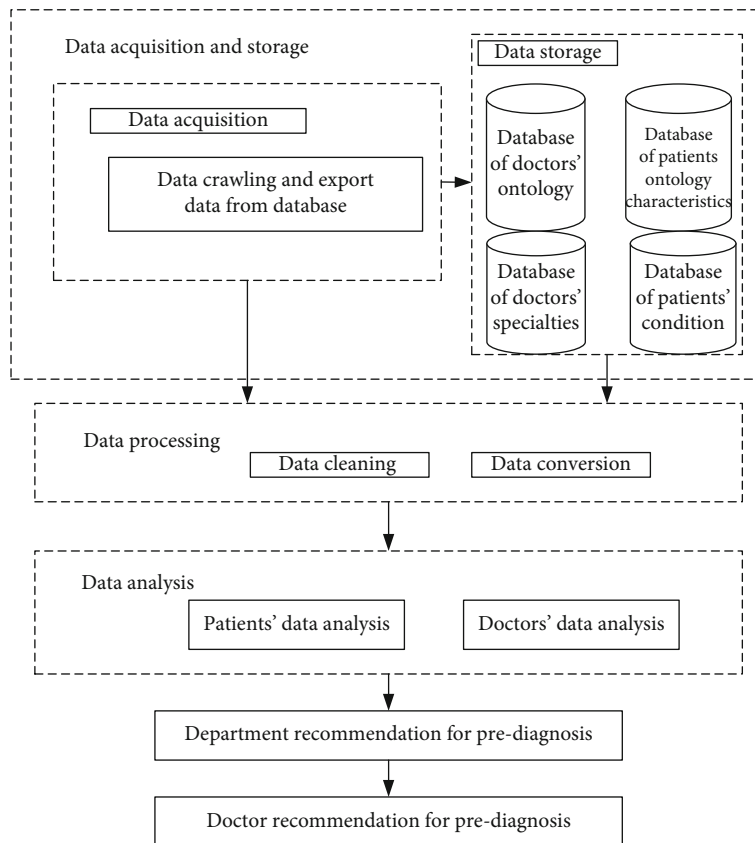 Data acquisition and storage
Data acquisition
Data crawling and export
data from database
Data storage
Database
of doctors’
ontology
Database
of patients
ontology
characteristics
Database
of doctors’
specialties
Database
of patients’
condition
Data processing
Data cleaning
Data conversion
Data analysis
Patients’ data analysis
Doctors’ data analysis
Department recommendation for pre-diagnosis
Doctor recommendation for pre-diagnosis